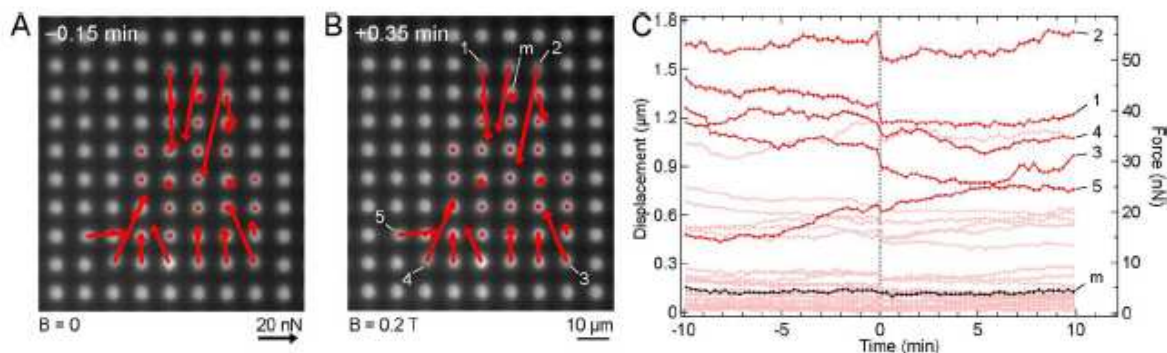 A
−0.15 min
B = 0
20 nN
B
+0.35 min
1
m
2
5
4
3
B = 0.2 T
10 µm
C
Displacement (µm)
1.8
1.5
1.2
0.9
0.6
0.3
0
2
1
4
3
5
m
50
40
30
20
10
0
Force (nN)
-10
-5
0
5
10
Time (min)